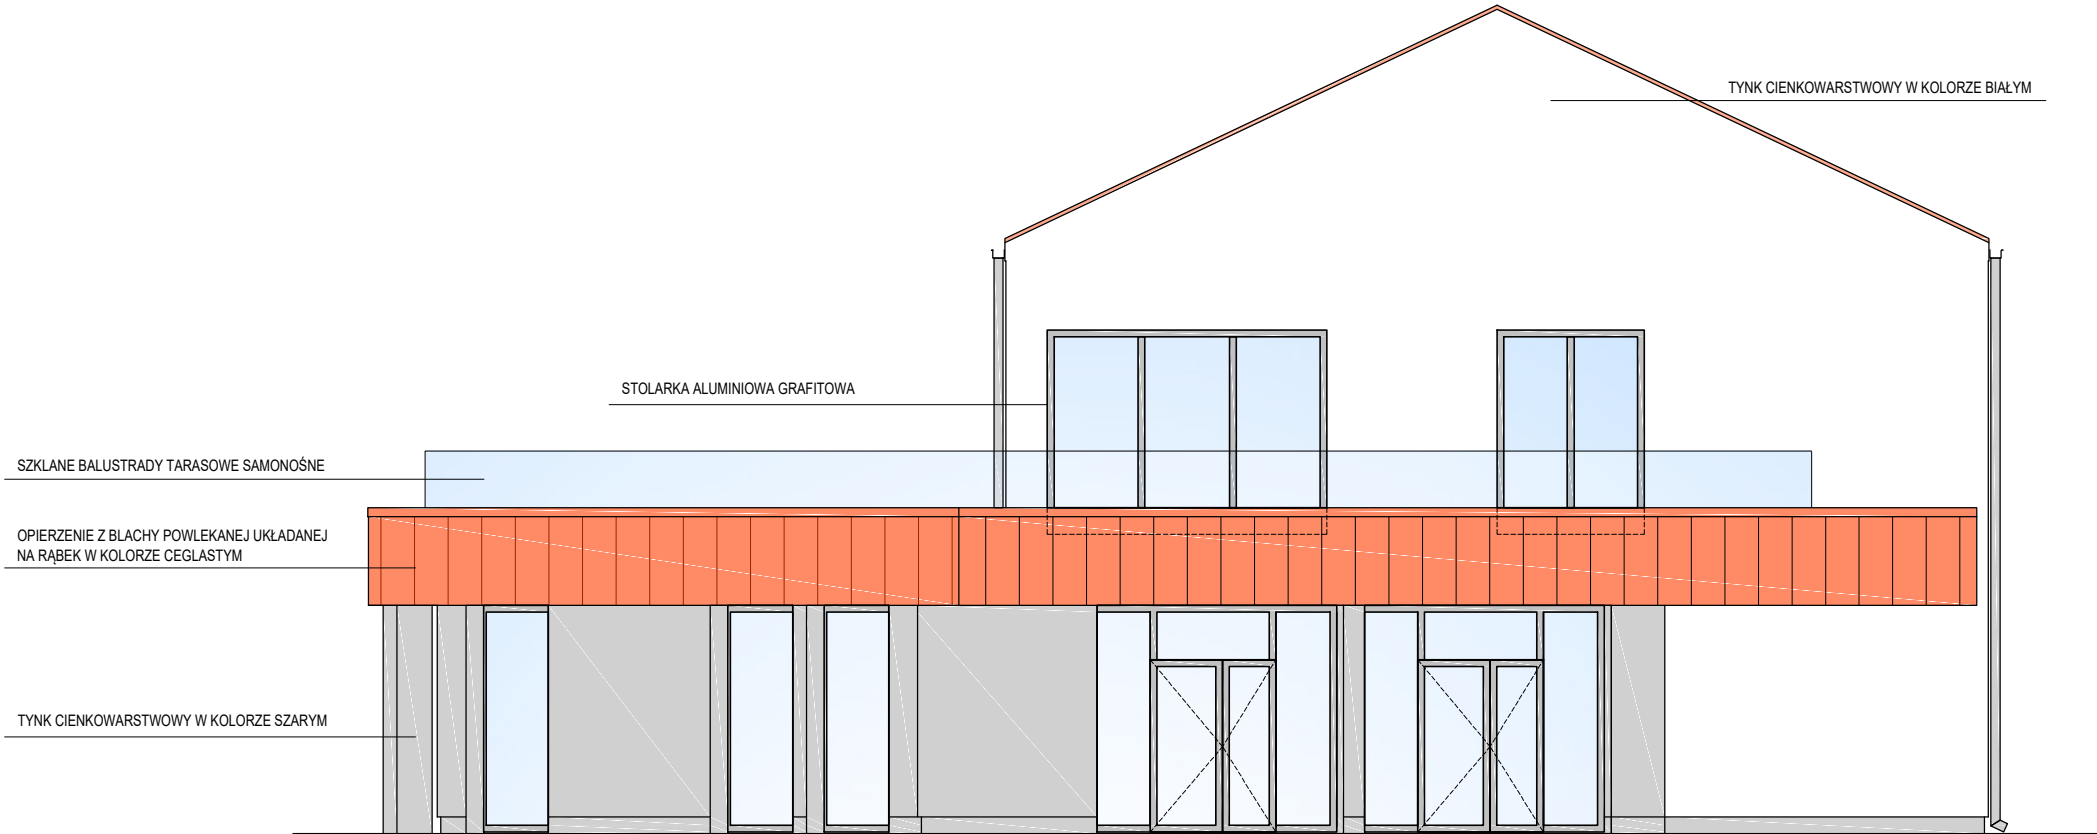 TYNK CIENKOWARSTWOWY W KOLORZE BIAŁYM
STOLARKA ALUMINIOWA GRAFITOWA
SZKLANE BALUSTRADY TARASOWE SAMONOŚNE
OPIERZENIE Z BLACHY POWLEKANEJ UKŁADANEJ
NA RĄBEK W KOLORZE CEGLASTYM
TYNK CIENKOWARSTWOWY W KOLORZE SZARYM